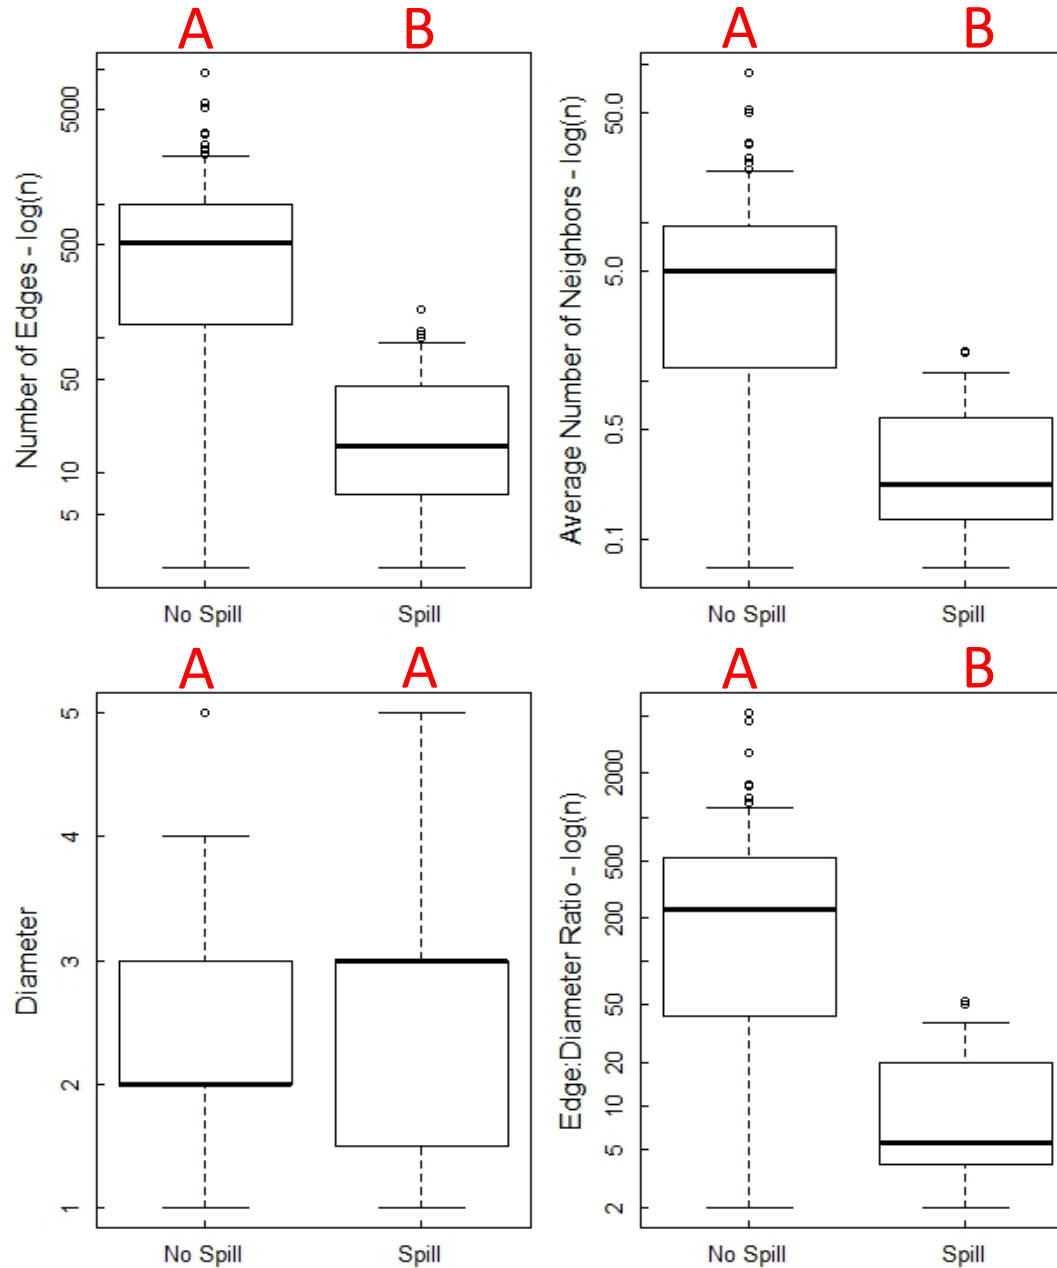 A B
Number of Edges - log(n)
5000
500
50
10
5
No Spill Spill
A B
Average Number of Neighbors - log(n)
50.0
5.0
0.5
0.1
No Spill Spill
A A
Diameter
5
4
3
2
1
No Spill Spill
A B
Edge:Diameter Ratio - log(n)
2000
500
200
50
20
10
5
2
No Spill Spill